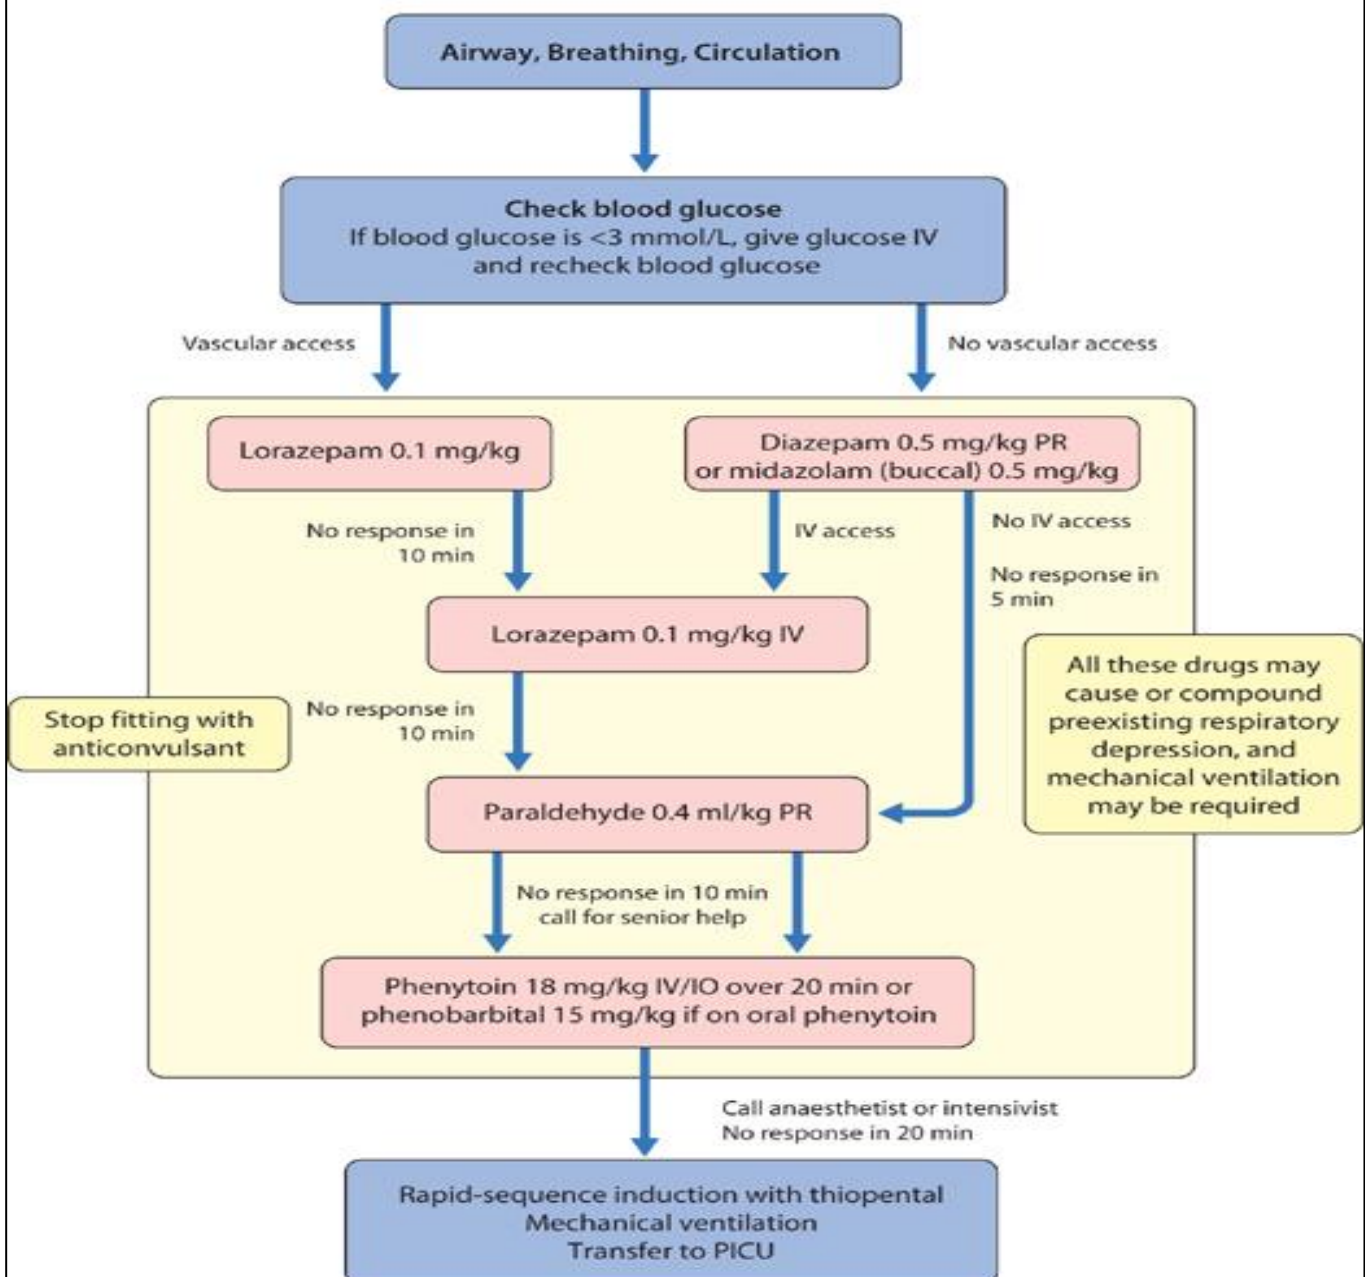 Airway, Breathing, Circulation
Check blood glucose
If blood glucose is <3 mmol/L, give glucose IV
and recheck blood glucose
Vascular access
No vascular access
Lorazepam 0.1 mg/kg
Diazepam 0.5 mg/kg PR
or midazolam (buccal) 0.5 mg/kg
No response in
10 min
IV access
No IV access
No response in
5 min
Lorazepam 0.1 mg/kg IV
All these drugs may
cause or compound
preexisting respiratory
depression, and
mechanical ventilation
may be required
Stop fitting with
anticonvulsant
No response in
10 min
Paraldehyde 0.4 ml/kg PR
No response in 10 min
call for senior help
Phenytoin 18 mg/kg IV/IO over 20 min or
phenobarbital 15 mg/kg if on oral phenytoin
Call anaesthetist or intensivist
No response in 20 min
Rapid-sequence induction with thiopental
Mechanical ventilation
Transfer to PICU